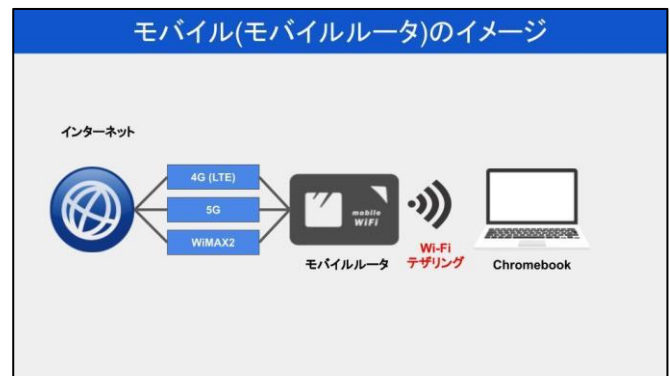 モバイル(モバイルルータ)のイメージ
インターネット
4G (LTE)
5G
WiMAX2
mobile
WiFi
モバイルルータ
Wi-Fi
テザリング
Chromebook